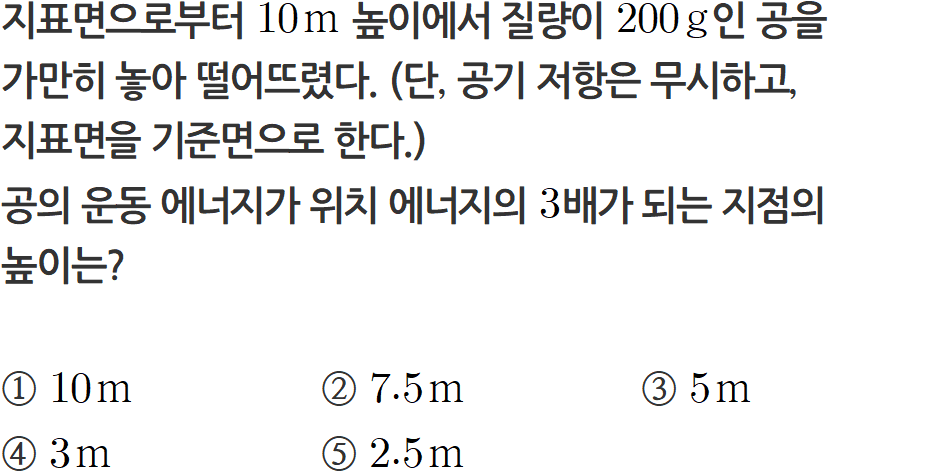 지표면으로부터 10 m 높이에서 질량이 200 g인 공을
가만히 놓아 떨어뜨렸다. (단, 공기 저항은 무시하고,
지표면을 기준면으로 한다.)
공의 운동 에너지가 위치 에너지의 3배가 되는 지점의
높이는?
① 10 m ② 7.5 m ③ 5 m
④ 3 m ⑤ 2.5 m